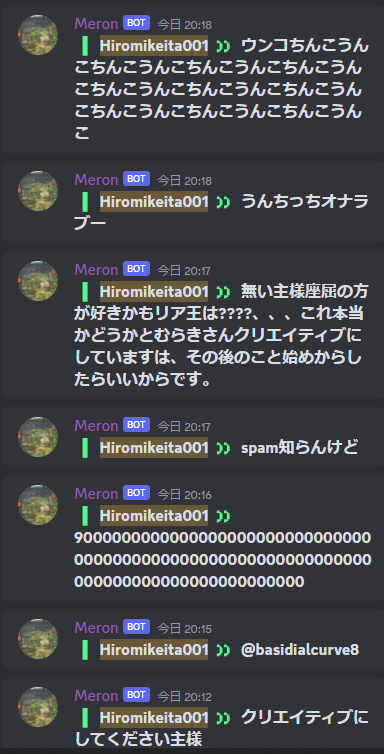 Meron BOT 今日 20:18
Hiromikeita001 » ウンコちんこうん
こちんこうんこちんこうんこちんこうん
こちんこうんこちんこうんこちんこうん
こちんこうんこちんこうんこちんこうん
こ
Meron BOT 今日 20:18
Hiromikeita001 » うんちっちオナラ
ブー
Meron BOT 今日 20:17
Hiromikeita001 » 無い主様座屈の方
が好きかもリア王は????、、、これ本当
かどうかとむらきさんクリエイティブに
していますは、その後のこと始めからし
たらいいからです。
Meron BOT 今日 20:17
Hiromikeita001 » spam知らんけど
Meron BOT 今日 20:16
Hiromikeita001 »
90000000000000000000000000000000
00000000000000000000000000000000
0000000000000000000000000
Meron BOT 今日 20:15
Hiromikeita001 » @basidialcurve8
Meron BOT 今日 20:12
Hiromikeita001 » クリエイティブに
してください主様